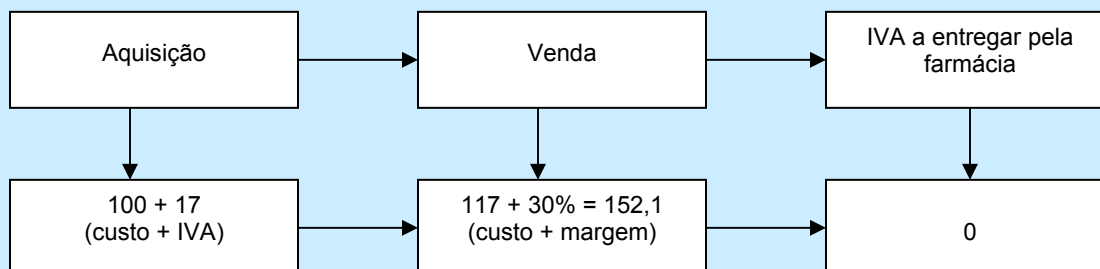 Aquisição
Venda
IVA a entregar pela
farmácia
100 + 17
(custo + IVA)
117 + 30% = 152,1
(custo + margem)
0